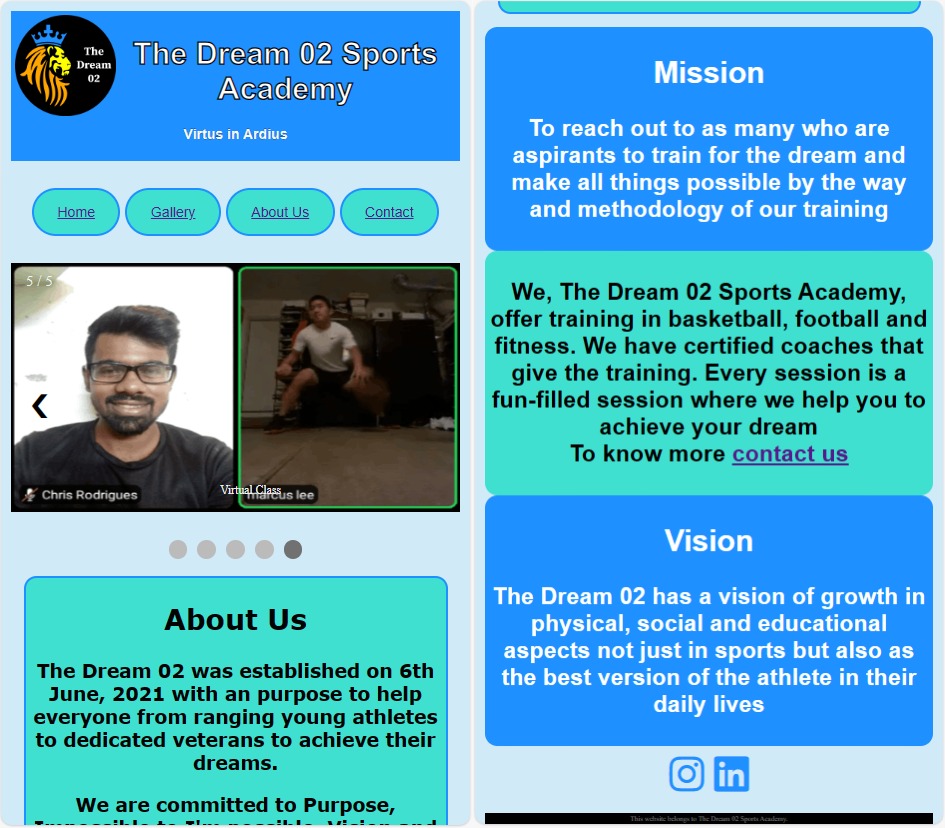 The
Dream
02
The Dream 02 Sports
Academy
Virtus in Ardius
Home
Gallery
About Us
Contact
5 / 5
❮
Chris Rodrigues
Virtual Class
marcus lee
About Us
The Dream 02 was established on 6th
June, 2021 with an purpose to help
everyone from ranging young athletes
to dedicated veterans to achieve their
dreams.
We are committed to Purpose,
Impossible to I'm possible, Vision and
Mission
To reach out to as many who are
aspirants to train for the dream and
make all things possible by the way
and methodology of our training
We, The Dream 02 Sports Academy,
offer training in basketball, football and
fitness. We have certified coaches that
give the training. Every session is a
fun-filled session where we help you to
achieve your dream
To know more contact us
Vision
The Dream 02 has a vision of growth in
physical, social and educational
aspects not just in sports but also as
the best version of the athlete in their
daily lives
in
This website belongs to The Dream 02 Sports Academy.